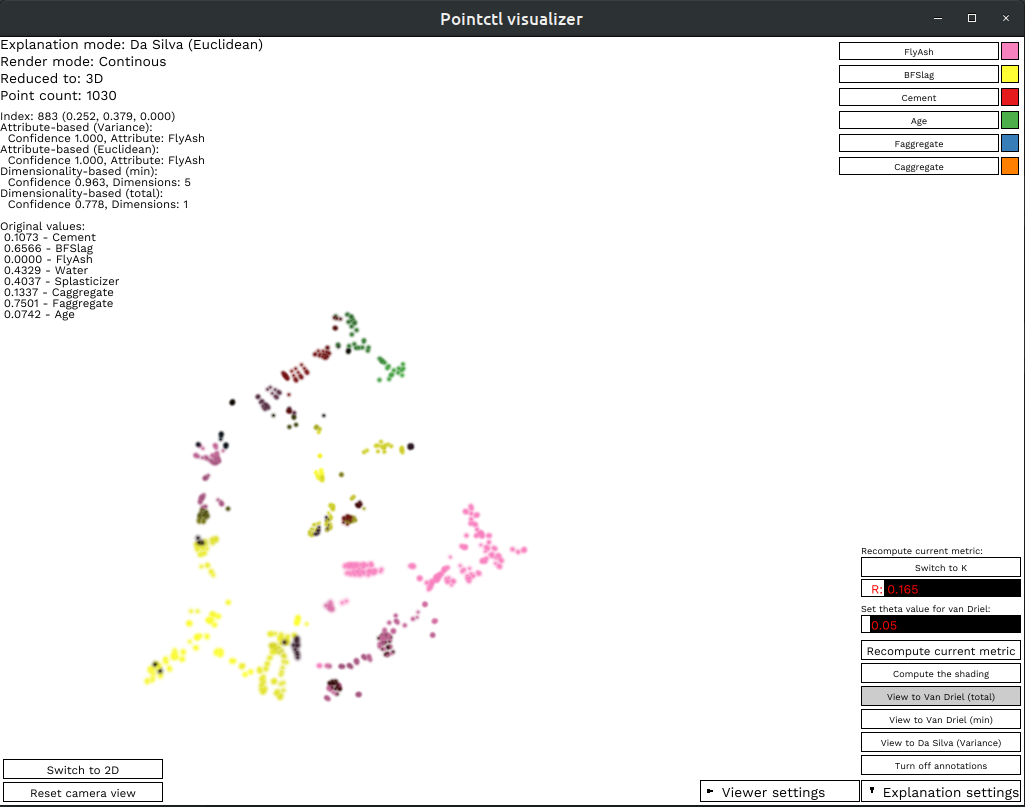 Pointctl visualizer
Explanation mode: Da Silva (Euclidean)
Render mode: Continous
Reduced to: 3D
Point count: 1030
Index: 883 (0.252, 0.379, 0.000)
Attribute-based (Variance):
Confidence 1.000, Attribute: FlyAsh
Attribute-based (Euclidean):
Confidence 1.000, Attribute: FlyAsh
Dimensionality-based (min):
Confidence 0.963, Dimensions: 5
Dimensionality-based (total):
Confidence 0.778, Dimensions: 1
Original values:
0.1073 - Cement
0.6566 - BFSlag
0.0000 - FlyAsh
0.4329 - Water
0.4037 - Splasticizer
0.1337 - Caggregate
0.7501 - Faggregate
0.0742 - Age
FlyAsh
BFSlag
Cement
Age
Faggregate
Caggregate
Recompute current metric:
Switch to K
R: 0.165
Set theta value for van Driel:
0.05
Recompute current metric
Compute the shading
View to Van Driel (total)
View to Van Driel (min)
View to Da Silva (Variance)
Turn off annotations
Switch to 2D
Reset camera view
Viewer settings
Explanation settings